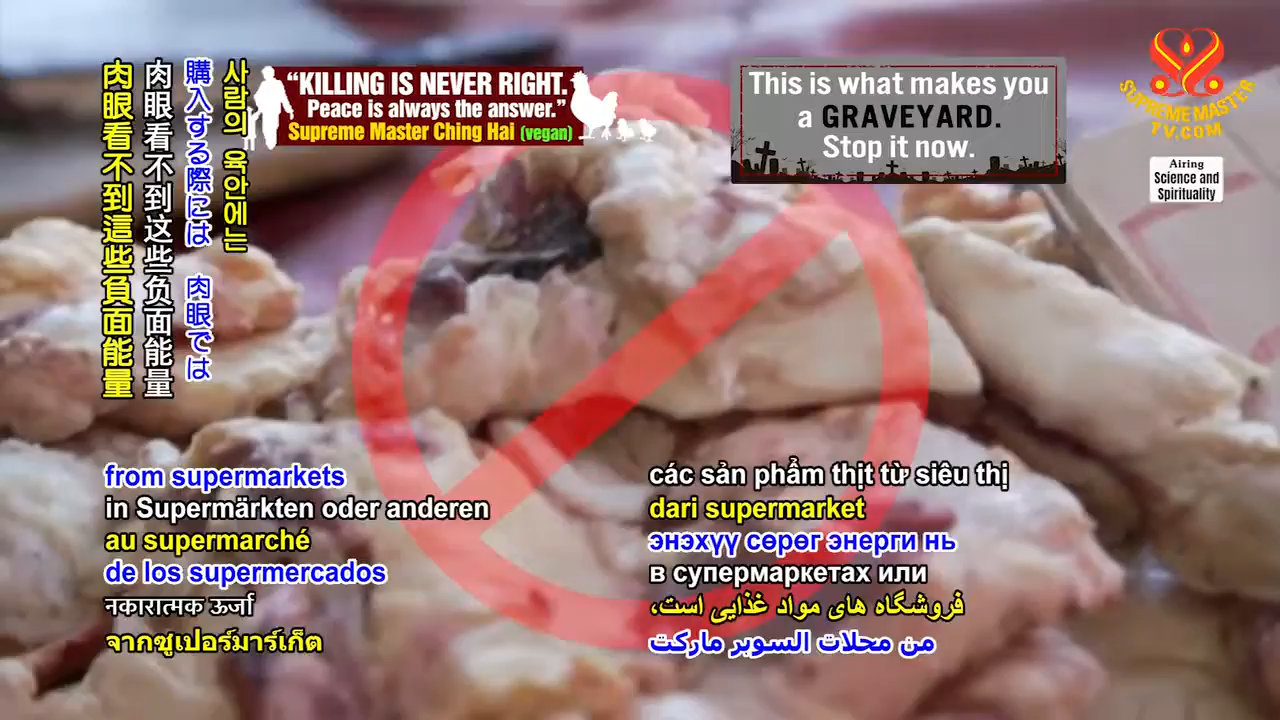 사람의 육안에는
購入する際には 肉眼では
肉眼看不到这些负面能量
肉眼看不到這些負面能量
“KILLING IS NEVER RIGHT.
Peace is always the answer.”
Supreme Master Ching Hai (vegan)
This is what makes you
a GRAVEYARD.
Stop it now.
SUPREME MASTER
TV.COM
Airing
Science and
Spirituality
from supermarkets
in Supermärkten oder anderen
au supermarché
de los supermercados
नकारात्मक ऊर्जा
จากซูเปอร์มาร์เก็ต
các sản phẩm thịt từ siêu thị
dari supermarket
энэхүү сөрөг энерги нь
в супермаркетах или
فروشگاه های مواد غذایی است،
من محلات السوبر ماركت